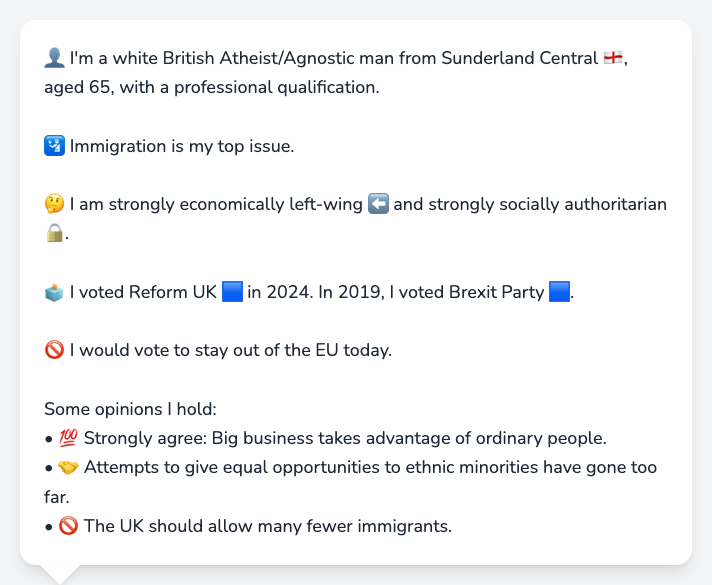 👤 I'm a white British Atheist/Agnostic man from Sunderland Central 🏴󠁧󠁢󠁥󠁮󠁧󠁿,
aged 65, with a professional qualification.
🛂 Immigration is my top issue.
🤔 I am strongly economically left-wing ⬅️ and strongly socially authoritarian
🔒.
🗳️ I voted Reform UK 🟦 in 2024. In 2019, I voted Brexit Party 🟦.
🚫 I would vote to stay out of the EU today.
Some opinions I hold:
• 💯 Strongly agree: Big business takes advantage of ordinary people.
• 🤝 Attempts to give equal opportunities to ethnic minorities have gone too
far.
• 🚫 The UK should allow many fewer immigrants.